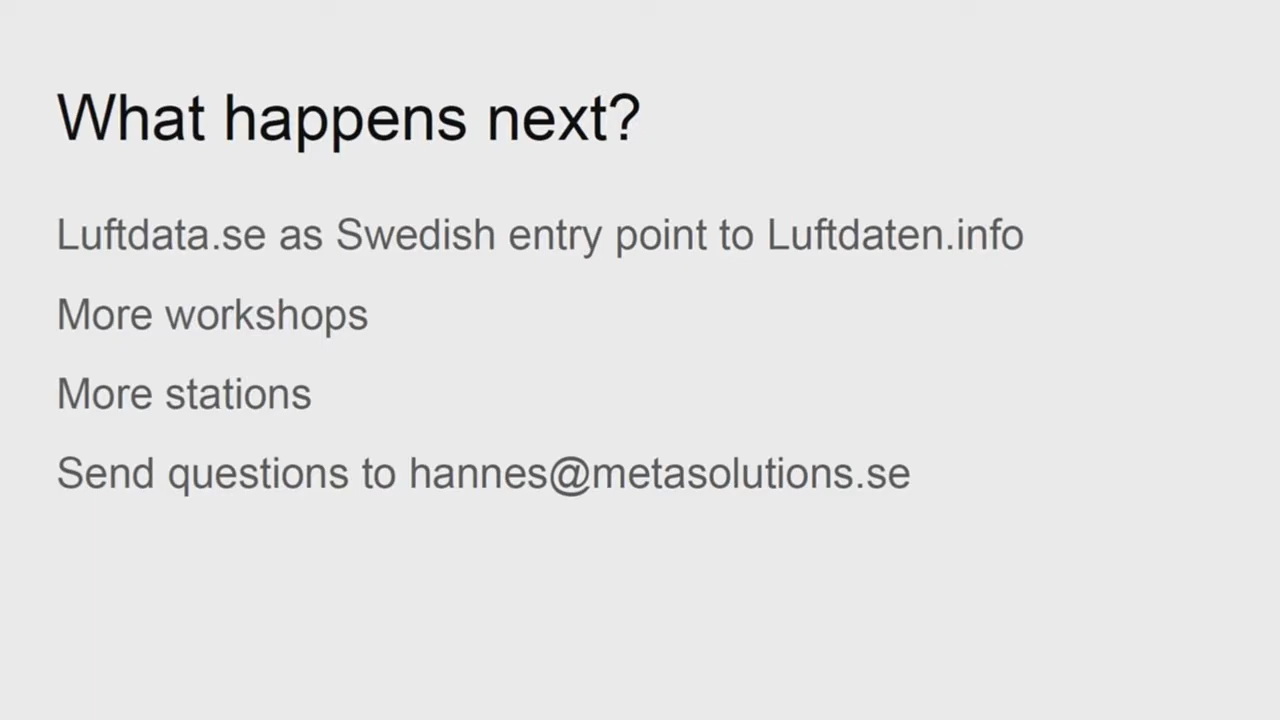 What happens next?
Luftdata.se as Swedish entry point to Luftdaten.info
More workshops
More stations
Send questions to hannes@metasolutions.se